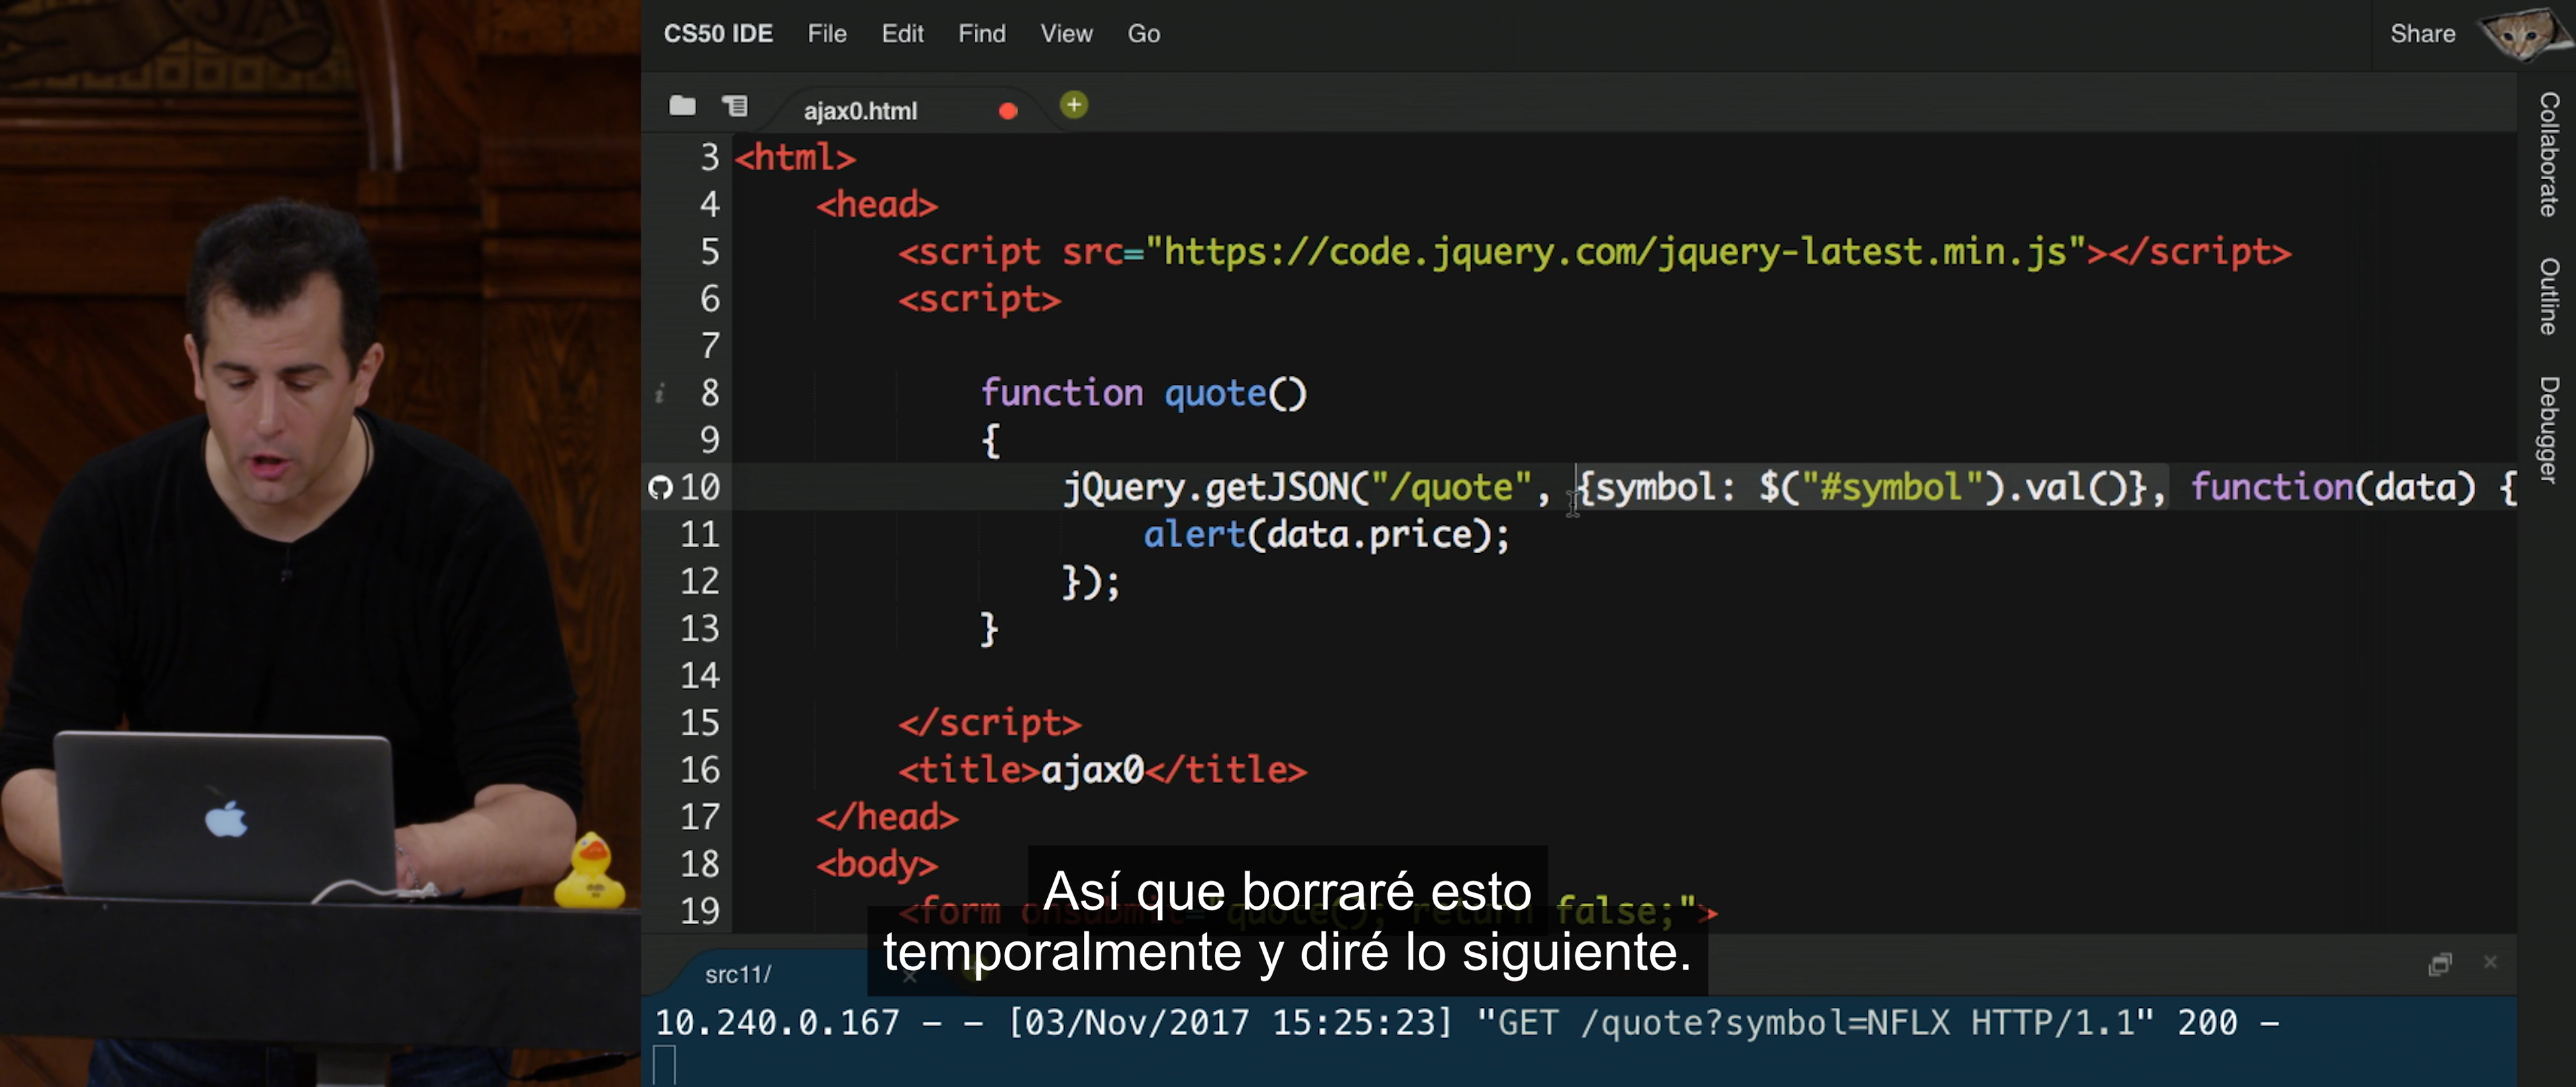 CS50 IDE File Edit Find View Go Share
ajax0.html
3 <html>
4 <head>
5 <script src="https://code.jquery.com/jquery-latest.min.js"></script>
6 <script>
7
8 function quote()
9 {
10 jQuery.getJSON("/quote", {symbol: $("#symbol").val()}, function(data) {
11 alert(data.price);
12 });
13 }
14
15 </script>
16 <title>ajax0</title>
17 </head>
18 <body>
19 <form onsubmit="quote(); return false;">
Así que borraré esto
temporalmente y diré lo siguiente.
src11/
10.240.0.167 - - [03/Nov/2017 15:25:23] "GET /quote?symbol=NFLX HTTP/1.1" 200 -
Collaborate
Outline
Debugger